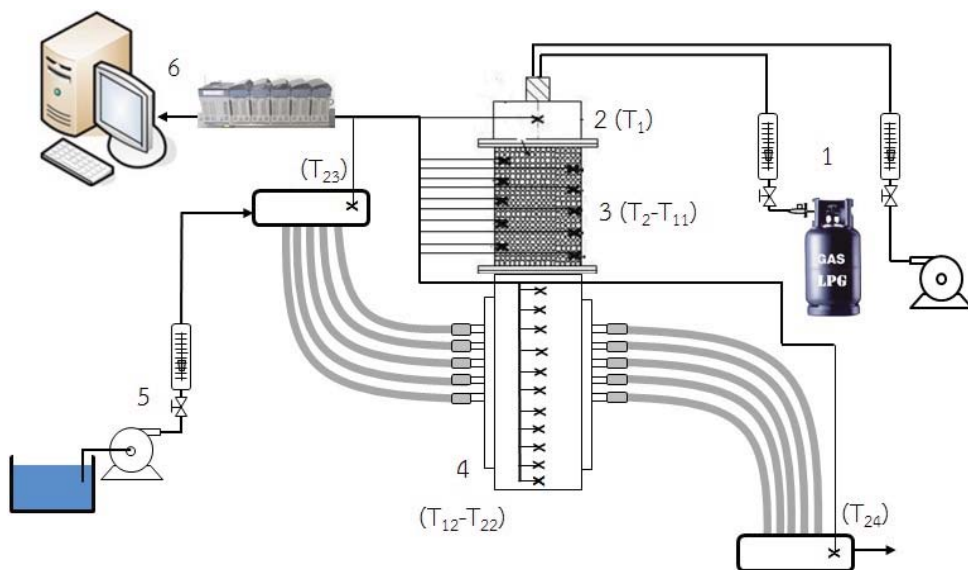 6
2 (T1)
1
(T23)
3 (T2-T11)
GAS
LPG
5
4
(T12-T22)
(T24)